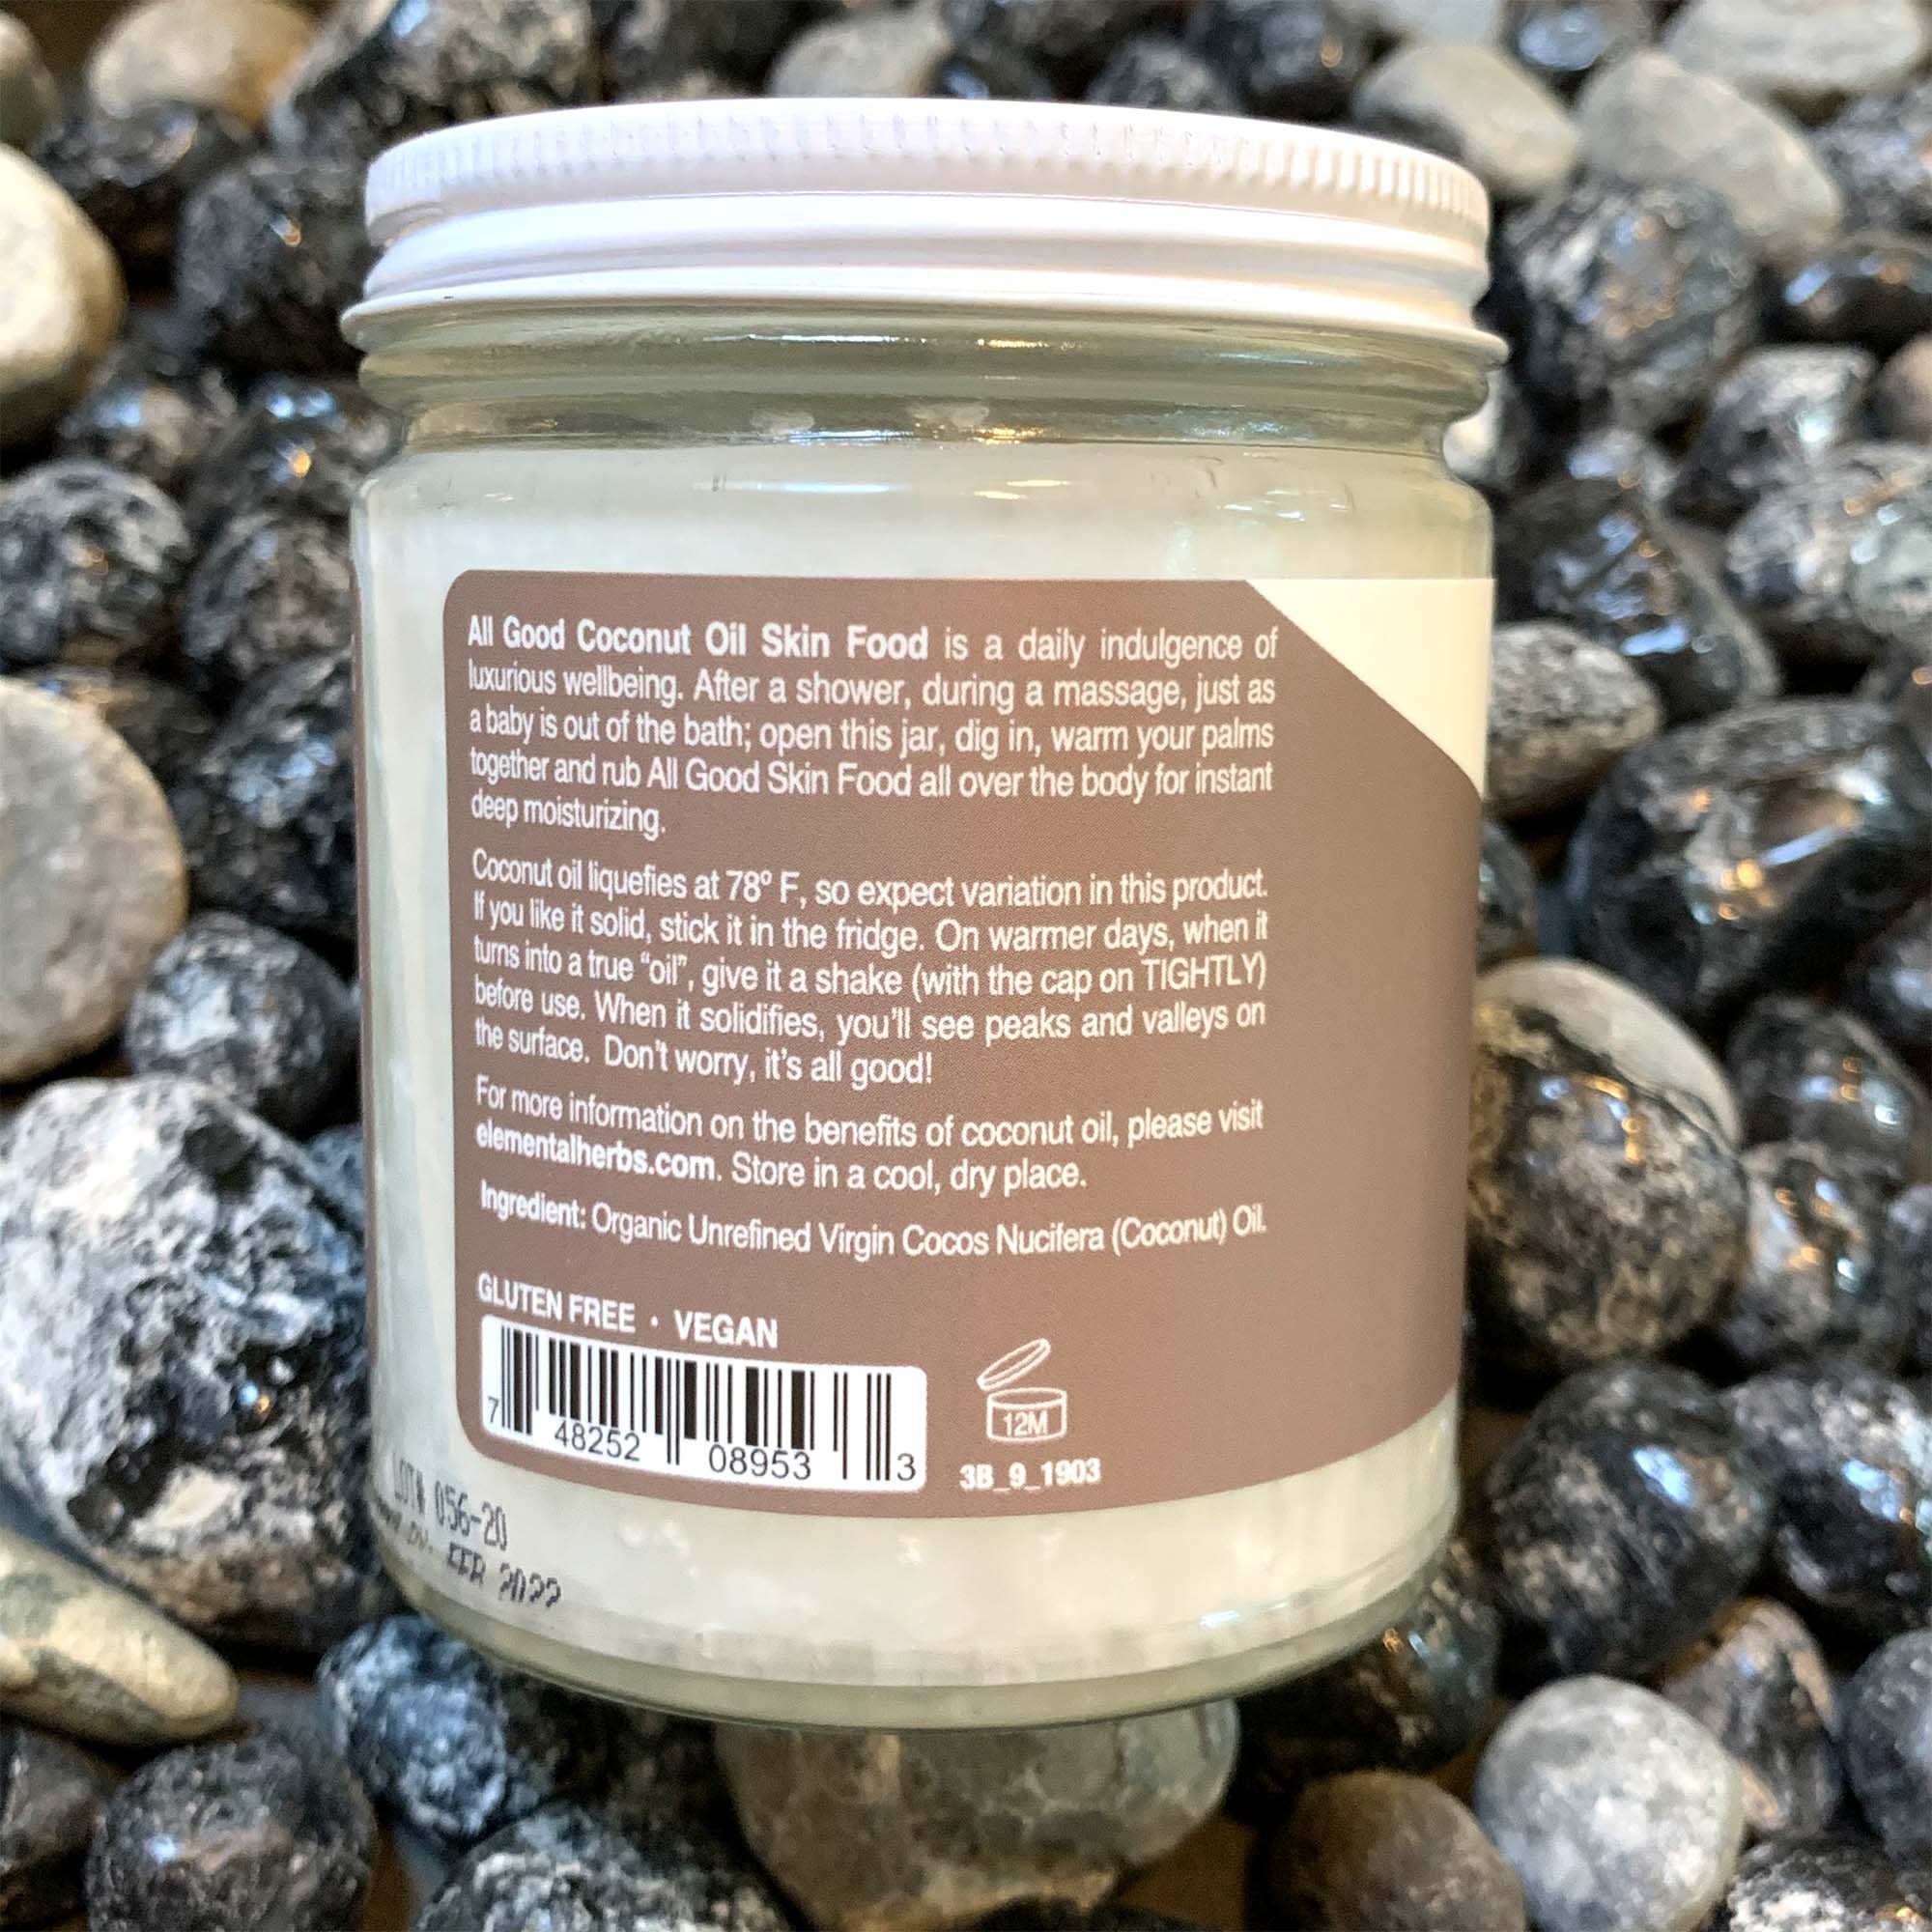 All Good Coconut Oil Skin Food is a daily indulgence of
luxurious wellbeing. After a shower, during a massage, just as
a baby is out of the bath; open this jar, dig in, warm your palms
together and rub All Good Skin Food all over the body for instant
deep moisturizing.
Coconut oil liquefies at 78º F, so expect variation in this product.
If you like it solid, stick it in the fridge. On warmer days, when it
turns into a true “oil”, give it a shake (with the cap on TIGHTLY)
before use. When it solidifies, you’ll see peaks and valleys on
the surface. Don’t worry, it’s all good!
For more information on the benefits of coconut oil, please visit
elementalherbs.com. Store in a cool, dry place.
Ingredient: Organic Unrefined Virgin Cocos Nucifera (Coconut) Oil.
GLUTEN FREE · VEGAN
7 48252 08953 3
12M
3B_9_1903
LOT# 056-20
FEB 2022